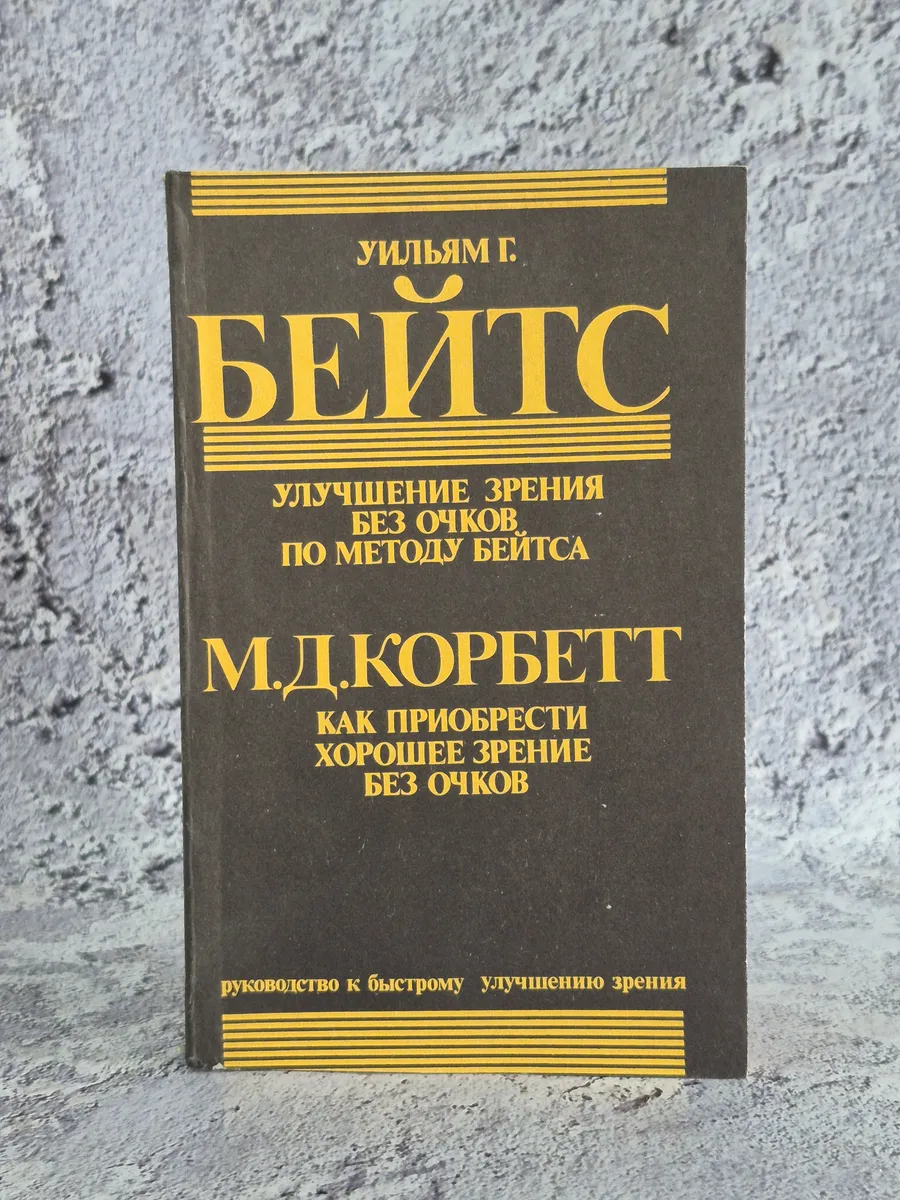 УИЛЬЯМ Г.
БЕЙТС
УЛУЧШЕНИЕ ЗРЕНИЯ
БЕЗ ОЧКОВ
ПО МЕТОДУ БЕЙТСА
М.Д.КОРБЕТТ
КАК ПРИОБРЕСТИ
ХОРОШЕЕ ЗРЕНИЕ
БЕЗ ОЧКОВ
руководство к быстрому улучшению зрения